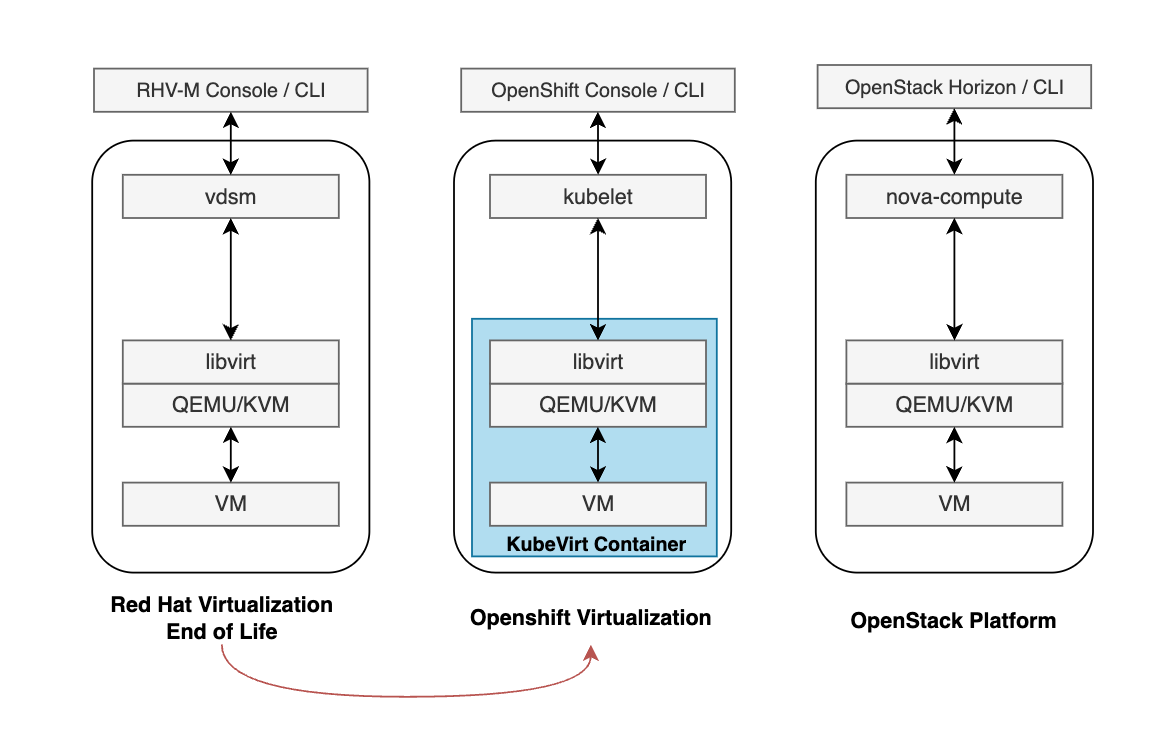 RHV-M Console / CLI
vdsm
libvirt
QEMU/KVM
VM
Red Hat Virtualization
End of Life
OpenShift Console / CLI
kubelet
libvirt
QEMU/KVM
VM
KubeVirt Container
Openshift Virtualization
OpenStack Horizon / CLI
nova-compute
libvirt
QEMU/KVM
VM
OpenStack Platform